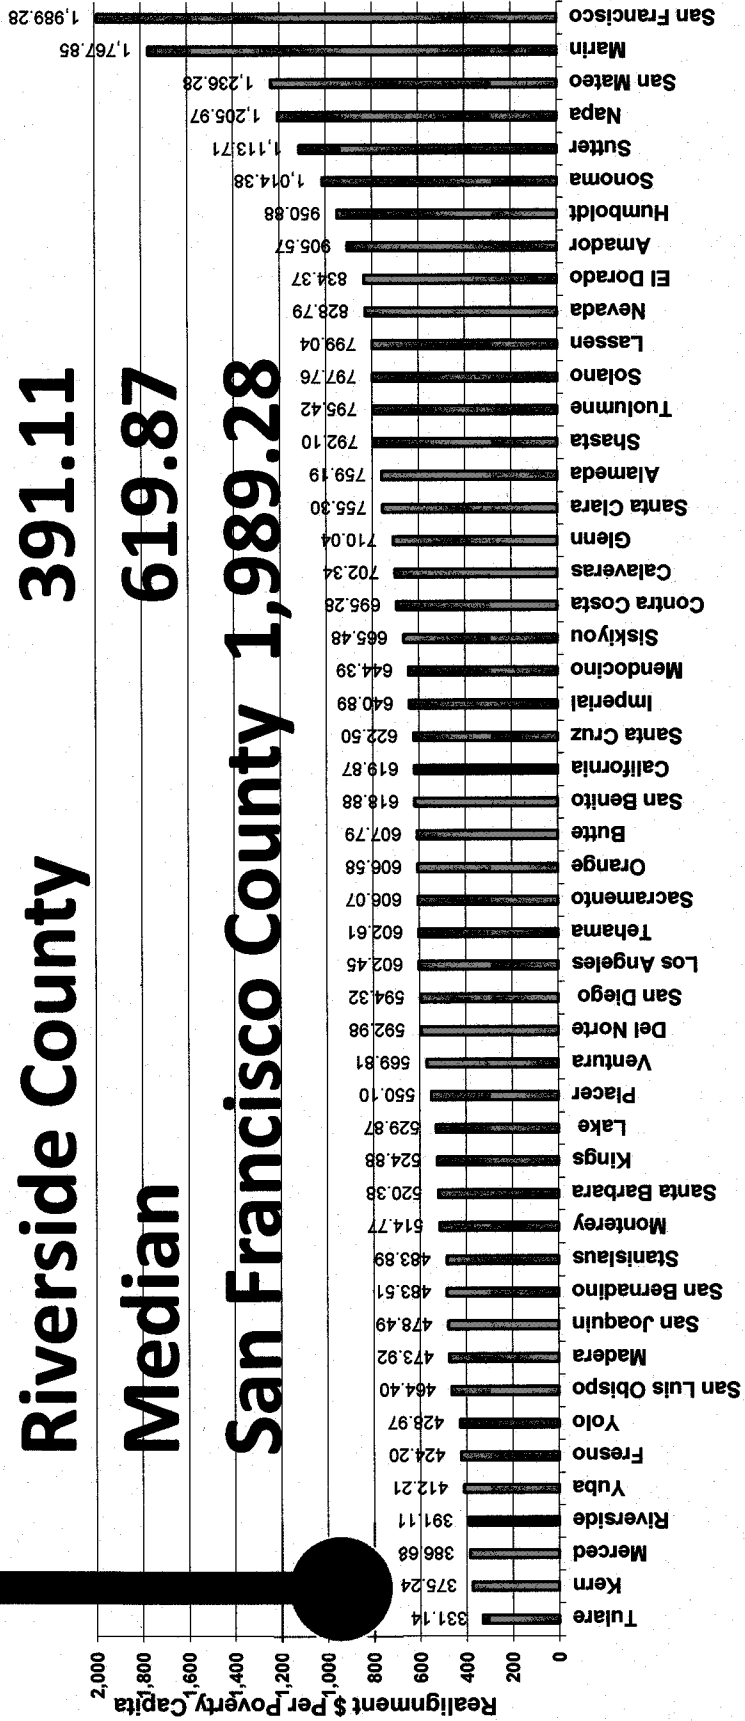 Riverside County 391.11
Median 619.87
San Francisco County 1,989.28
Realignment $ Per Poverty Capita
2,000
1,800
1,600
1,400
1,200
1,000
800
600
400
200
0
Tulare 331.14
Kern 375.24
Merced 386.68
Riverside 391.11
Yuba 412.21
Fresno 424.20
Yolo 428.97
San Luis Obispo 464.40
Madera 473.92
San Joaquin 478.49
San Bernadino 483.51
Stanislaus 483.89
Monterey 514.77
Santa Barbara 520.38
Kings 524.88
Lake 529.87
Placer 550.10
Ventura 569.81
Del Norte 592.98
San Diego 594.32
Los Angeles 602.45
Tehama 602.61
Sacramento 606.07
Orange 606.58
Butte 607.79
San Benito 618.88
California 619.87
Santa Cruz 622.50
Imperial 640.89
Mendocino 644.39
Siskiyou 665.48
Contra Costa 695.28
Calaveras 702.34
Glenn 710.04
Santa Clara 755.30
Alameda 759.19
Shasta 792.10
Tuolumne 795.42
Solano 797.76
Lassen 799.04
Nevada 828.79
El Dorado 834.37
Amador 905.57
Humboldt 950.88
Sonoma 1,014.38
Sutter 1,113.71
Napa 1,205.97
San Mateo 1,236.28
Marin 1,767.85
San Francisco 1,989.28